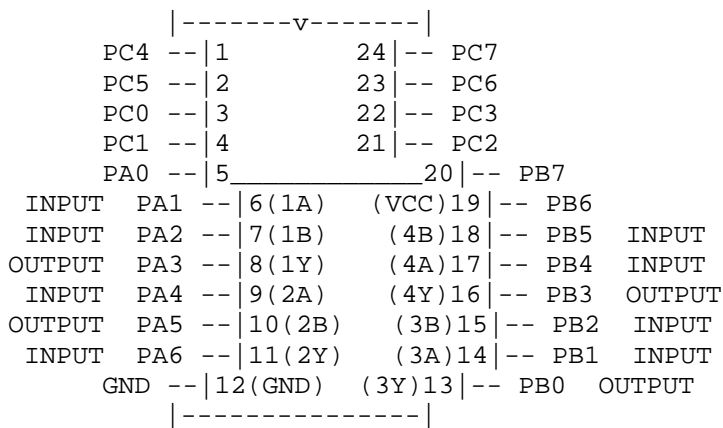 |-------v-------|
PC4 --|1 24|-- PC7
PC5 --|2 23|-- PC6
PC0 --|3 22|-- PC3
PC1 --|4 21|-- PC2
PA0 --|5____________20|-- PB7
INPUT PA1 --|6(1A) (VCC)19|-- PB6
INPUT PA2 --|7(1B) (4B)18|-- PB5 INPUT
OUTPUT PA3 --|8(1Y) (4A)17|-- PB4 INPUT
INPUT PA4 --|9(2A) (4Y)16|-- PB3 OUTPUT
OUTPUT PA5 --|10(2B) (3B)15|-- PB2 INPUT
INPUT PA6 --|11(2Y) (3A)14|-- PB1 INPUT
GND --|12(GND) (3Y)13|-- PB0 OUTPUT
|---------------|